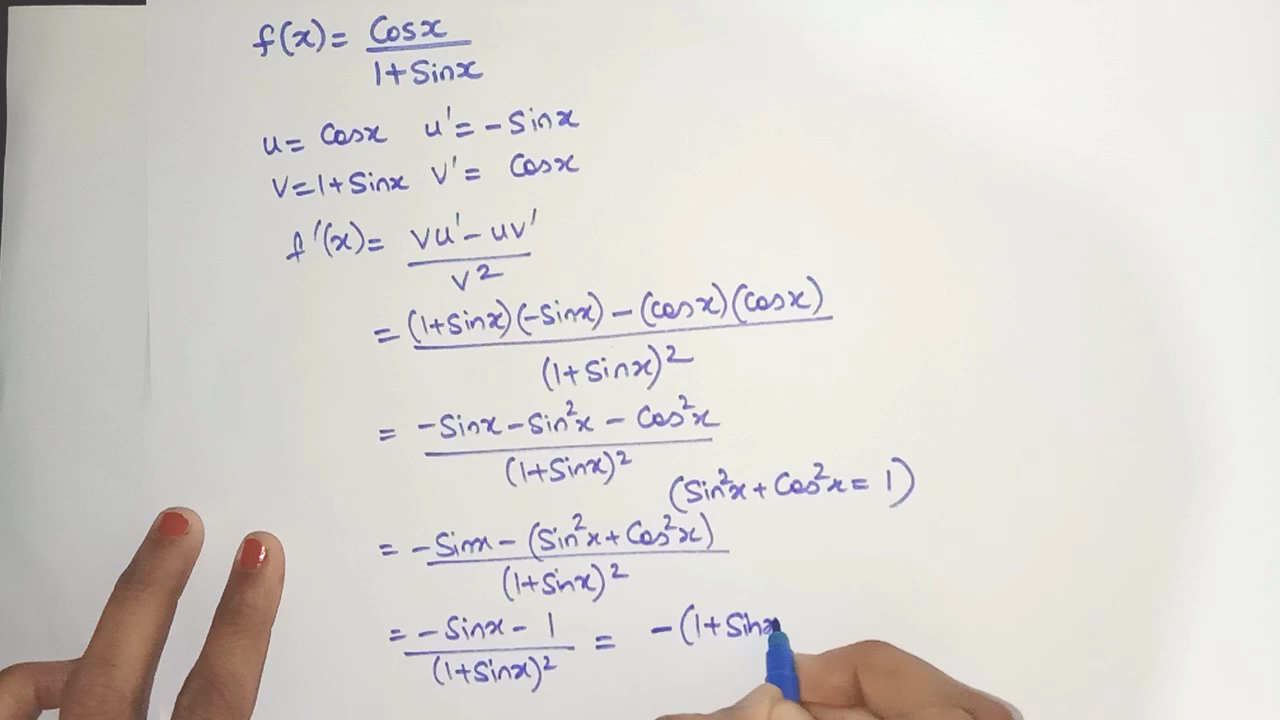 f(x) = Cosx / 1+Sinx
u = Cosx u' = -Sinx
V = 1+Sinx V' = Cosx
f'(x) = Vu' - uv' / V²
= (1+Sinx)(-Sinx) - (Cosx)(Cosx) / (1+Sinx)²
= -Sinx - Sin²x - Cos²x / (1+Sinx)²
(Sin²x + Cos²x = 1)
= -Sinx - (Sin²x + Cos²x) / (1+Sinx)²
= -Sinx - 1 / (1+Sinx)² = -(1+Sinx